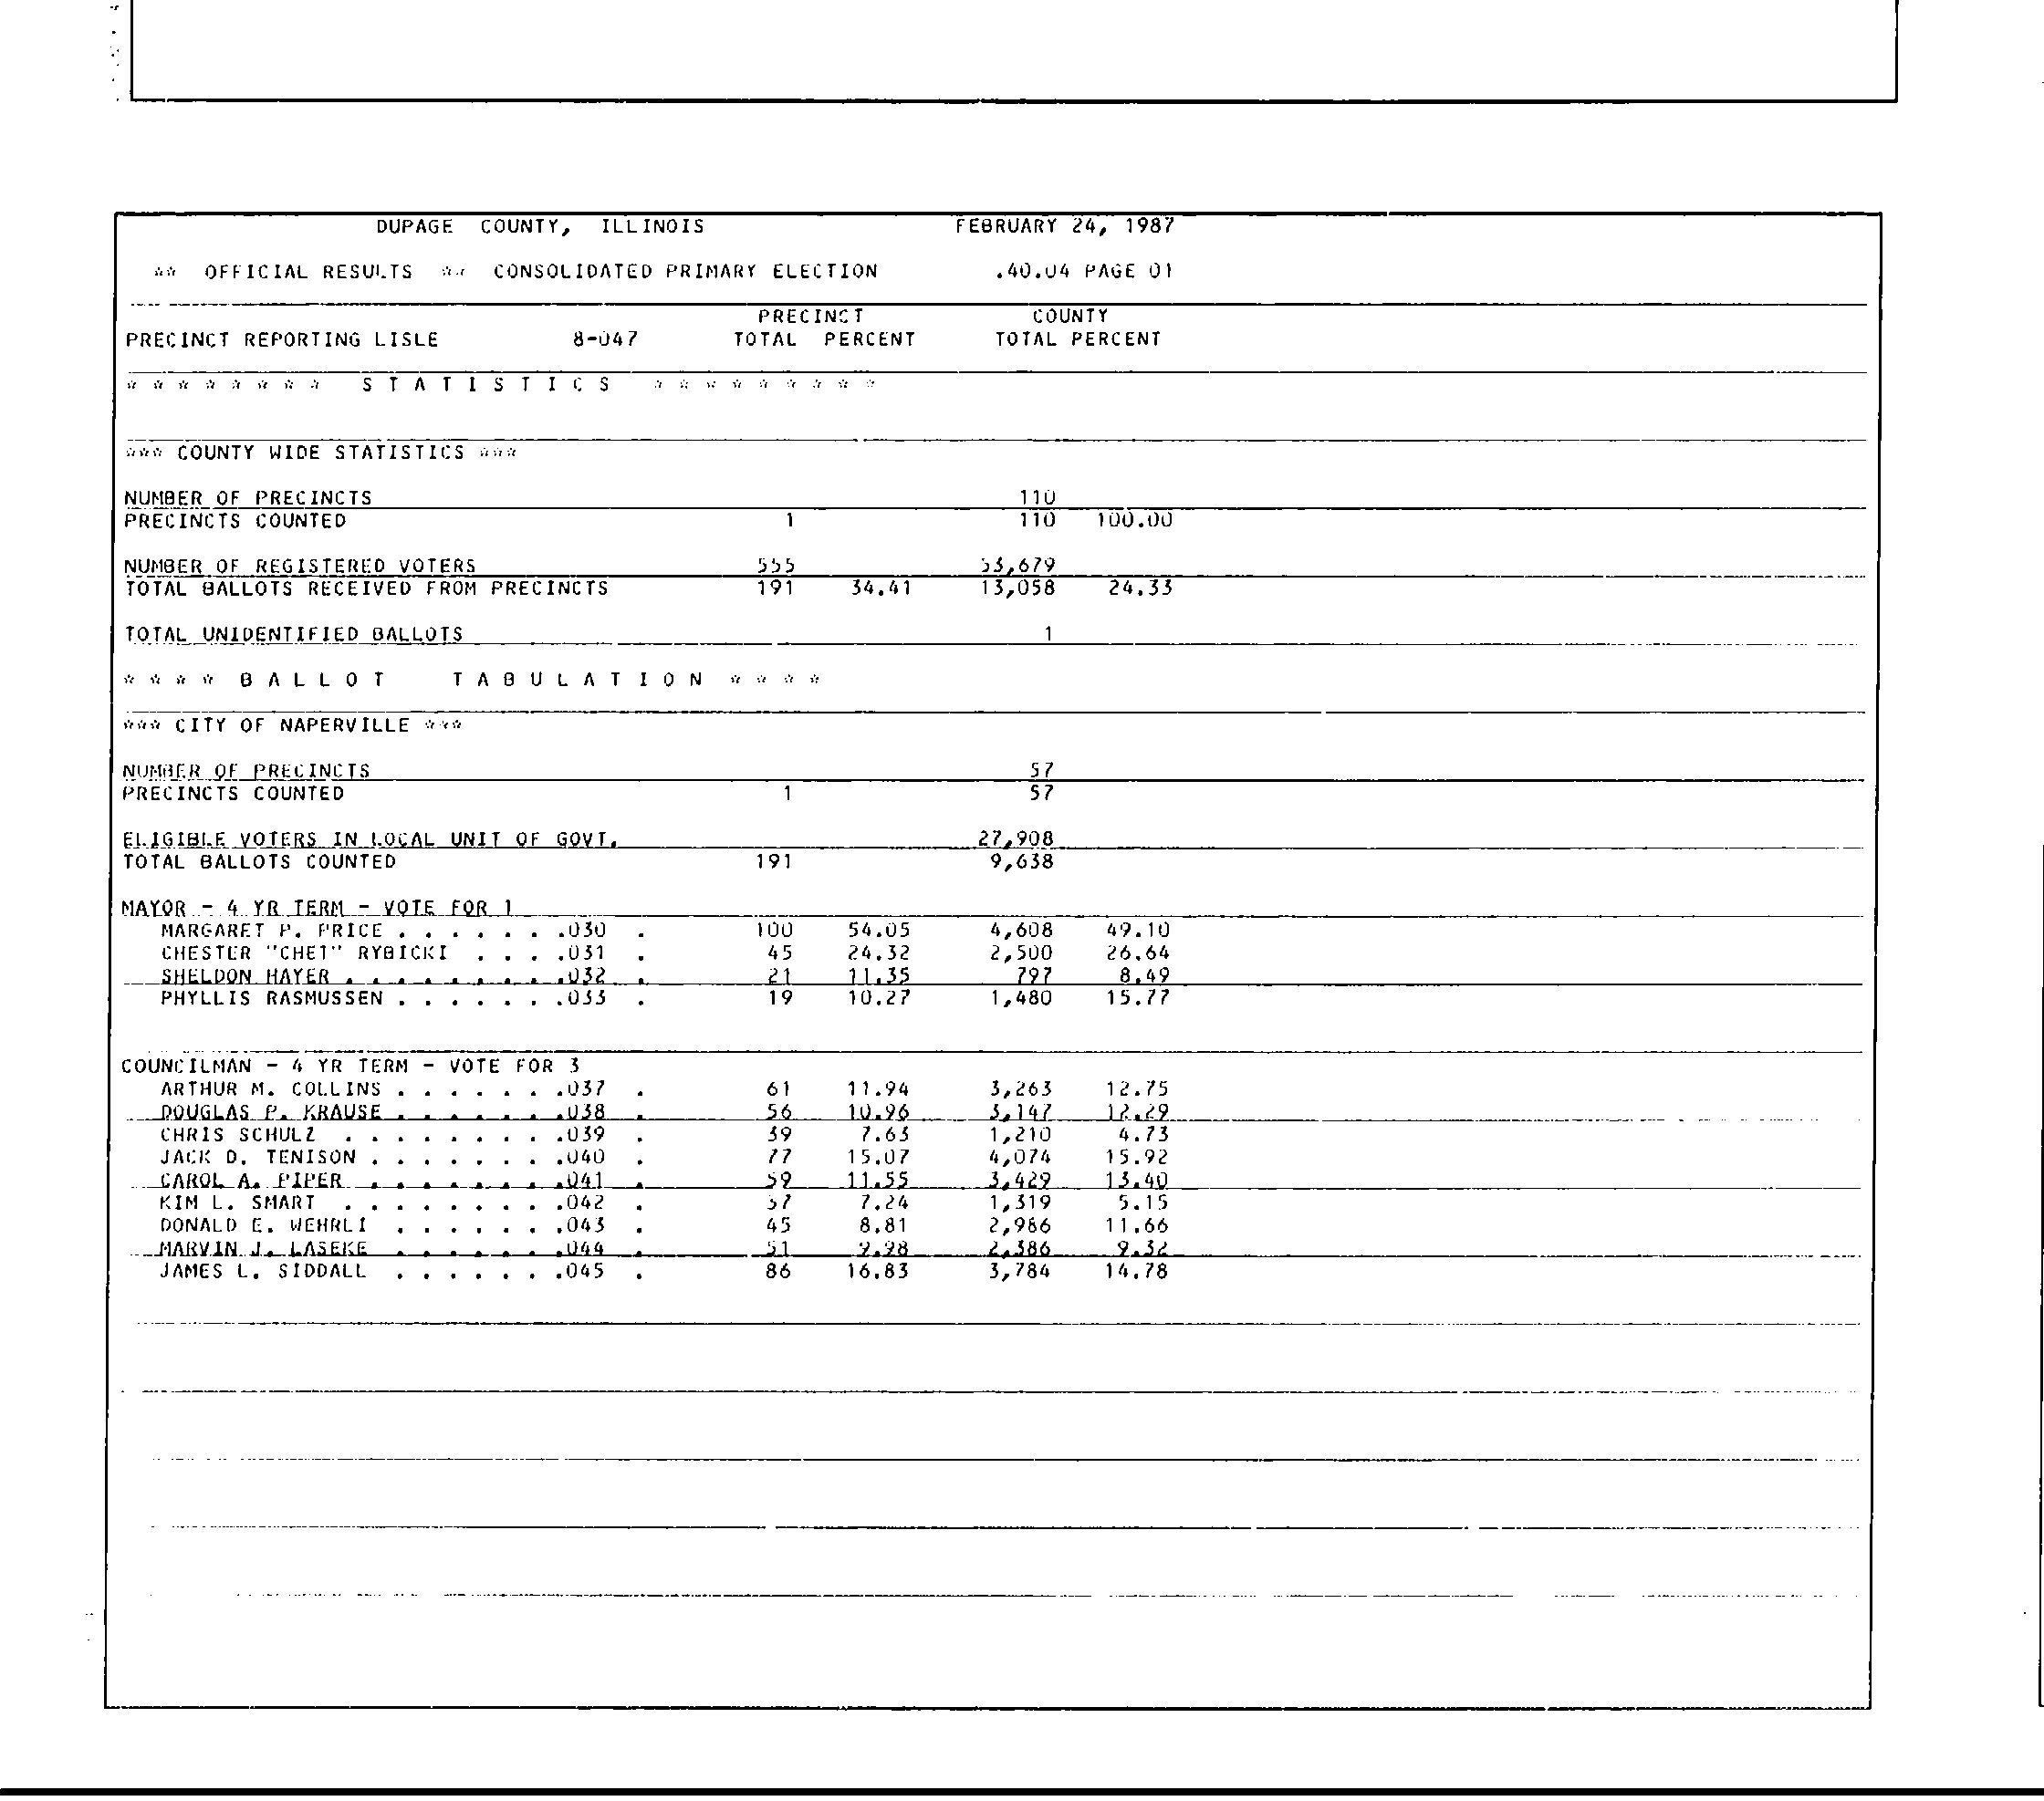 DUPAGE COUNTY, ILLINOIS FEBRUARY 24, 1987
** OFFICIAL RESULTS ** CONSOLIDATED PRIMARY ELECTION .40.04 PAGE 01
PRECINCT COUNTY
PRECINCT REPORTING LISLE 8-047 TOTAL PERCENT TOTAL PERCENT
* * * * * * * * S T A T I S T I C S * * * * * * * * *
*** COUNTY WIDE STATISTICS ***
NUMBER OF PRECINCTS 110
PRECINCTS COUNTED 1 110 100.00
NUMBER OF REGISTERED VOTERS 555 53,679
TOTAL BALLOTS RECEIVED FROM PRECINCTS 191 34.41 13,058 24.33
TOTAL UNIDENTIFIED BALLOTS 1
* * * * B A L L O T T A B U L A T I O N * * * *
*** CITY OF NAPERVILLE ***
NUMBER OF PRECINCTS 57
PRECINCTS COUNTED 1 57
ELIGIBLE VOTERS IN LOCAL UNIT OF GOVT. 27,908
TOTAL BALLOTS COUNTED 191 9,638
MAYOR - 4 YR TERM - VOTE FOR 1
MARGARET P. PRICE . . . . . . .030 . 100 54.05 4,608 49.10
CHESTER "CHET" RYBICKI . . . .031 . 45 24.32 2,500 26.64
SHELDON HAYER . . . . . . . . .032 . 21 11.35 797 8.49
PHYLLIS RASMUSSEN . . . . . . .033 . 19 10.27 1,480 15.77
COUNCILMAN - 4 YR TERM - VOTE FOR 3
ARTHUR M. COLLINS . . . . . . .037 . 61 11.94 3,263 12.75
DOUGLAS P. KRAUSE . . . . . . .038 . 56 10.96 3,147 12.29
CHRIS SCHULZ . . . . . . . . .039 . 39 7.63 1,210 4.73
JACK D. TENISON . . . . . . . .040 . 77 15.07 4,074 15.92
CAROL A. PIPER . . . . . . . .041 . 59 11.55 3,429 13.40
KIM L. SMART . . . . . . . . .042 . 37 7.24 1,319 5.15
DONALD E. WEHRLI . . . . . . .043 . 45 8.81 2,986 11.66
MARVIN J. LASEKE . . . . . . .044 . 51 9.98 2,386 9.32
JAMES L. SIDDALL . . . . . . .045 . 86 16.83 3,784 14.78